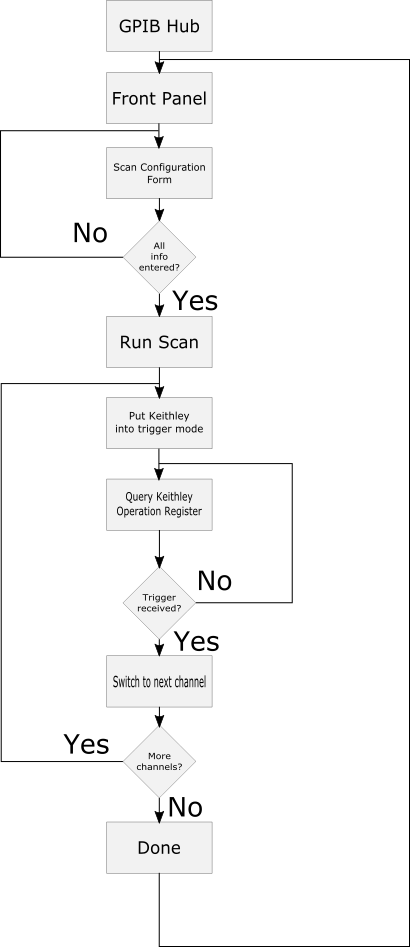 GPIB Hub
Front Panel
Scan Configuration
Form
No
All
info
entered?
Yes
Run Scan
Put Keithley
into trigger mode
Query Keithley
Operation Register
No
Trigger
received?
Yes
Switch to next channel
Yes
More
channels?
No
Done